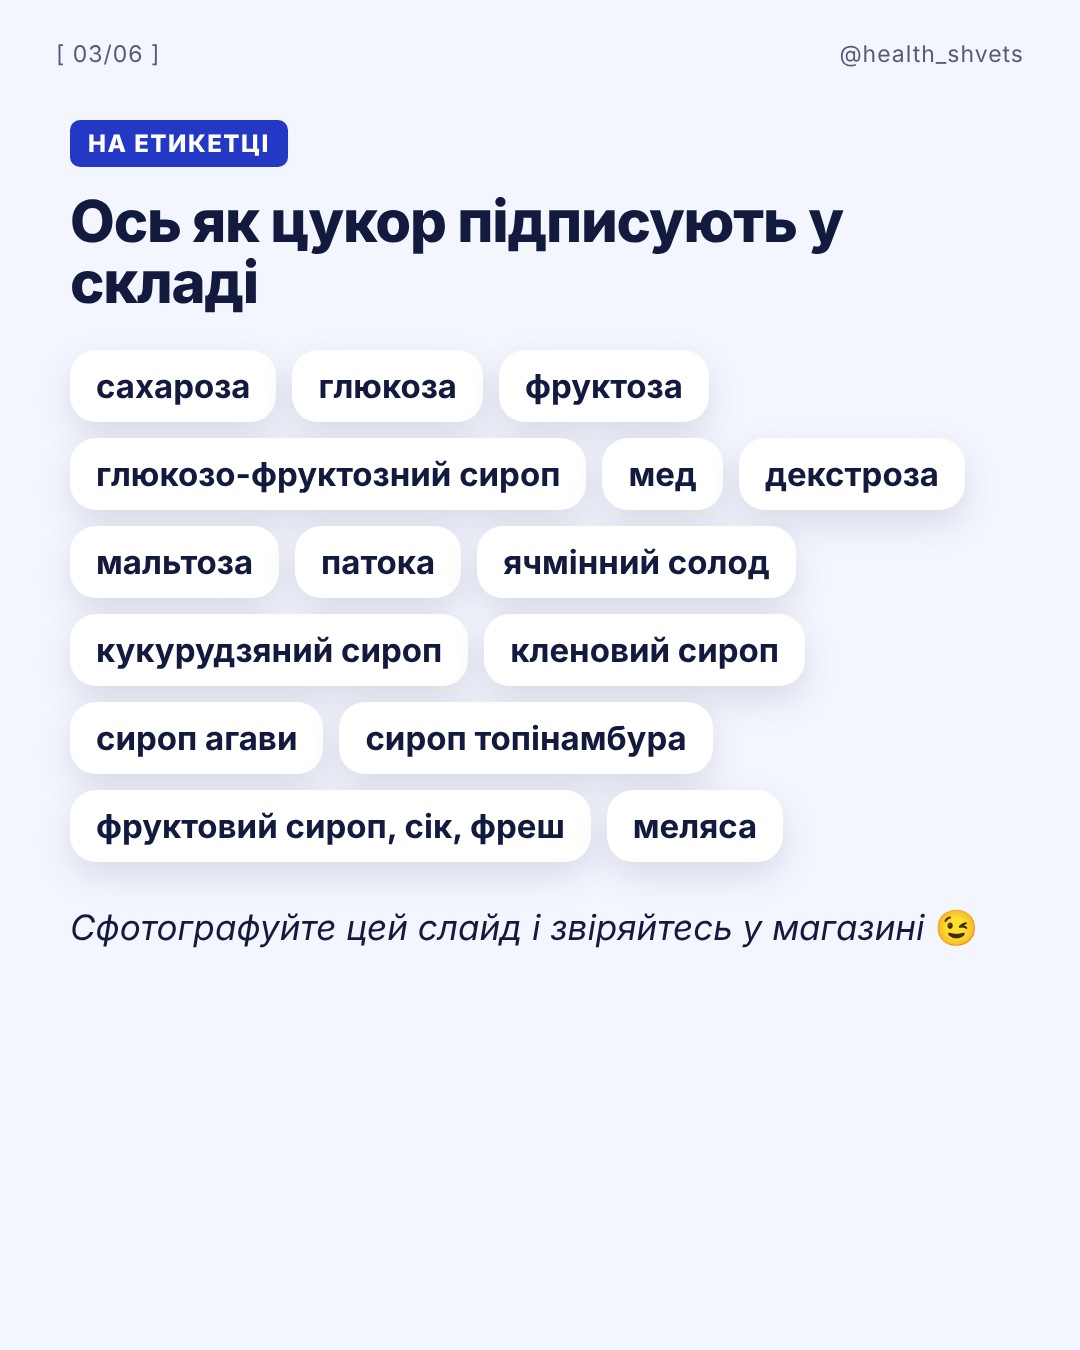 [ 03/06 ]
@health_shvets
НА ЕТИКЕТЦІ
Ось як цукор підписують у
складі
сахароза глюкоза фруктоза
глюкозо-фруктозний сироп мед декстроза
мальтоза патока ячмінний солод
кукурудзяний сироп кленовий сироп
сироп агави сироп топінамбура
фруктовий сироп, сік, фреш меляса
Сфотографуйте цей слайд і звіряйтесь у магазині 😉